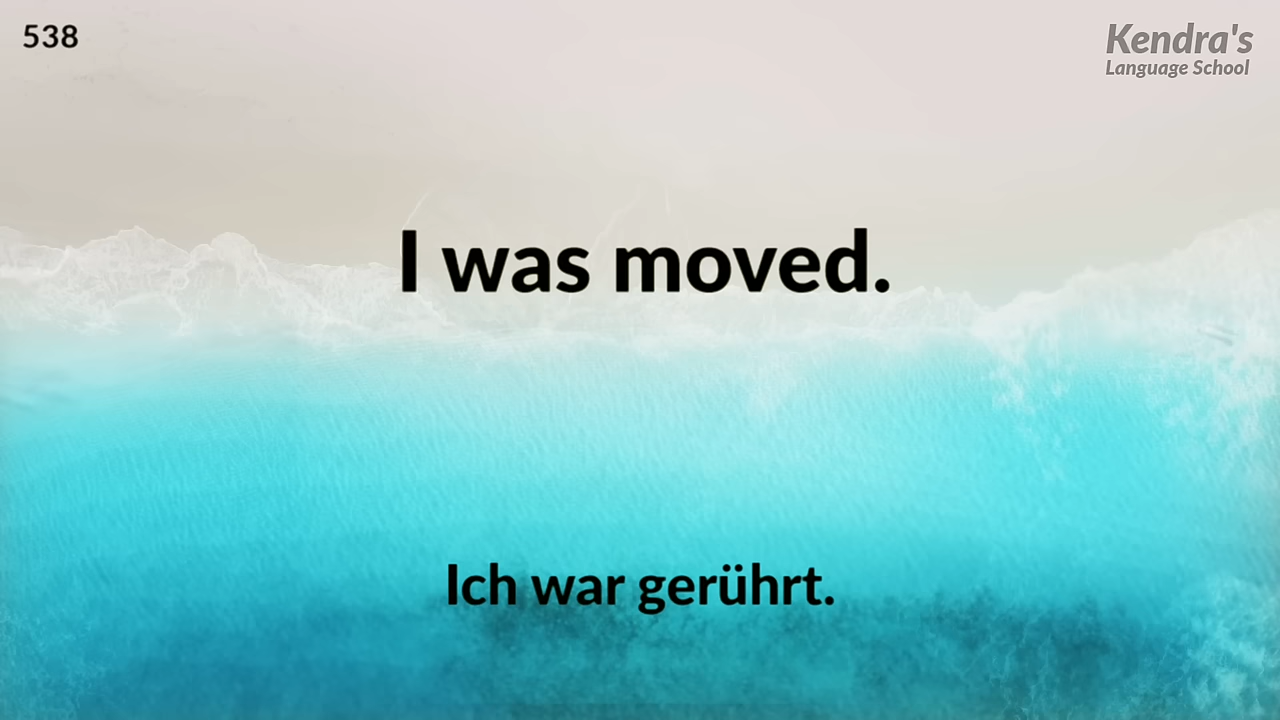 538
Kendra's
Language School
I was moved.
Ich war gerührt.